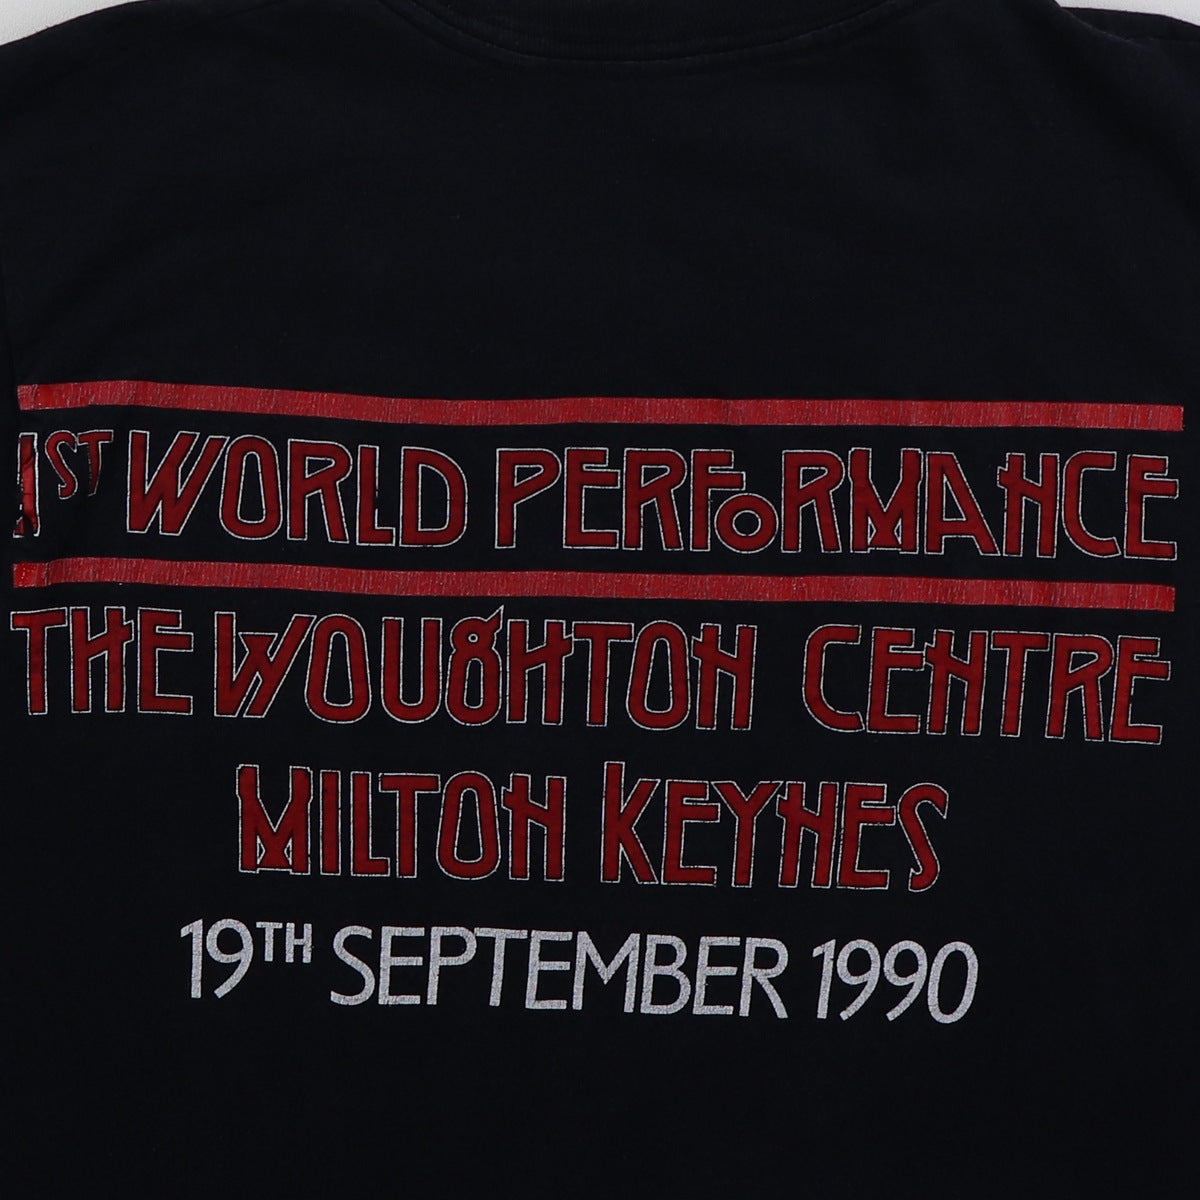 1ST WORLD PERFORMANCE
THE WOUGHTON CENTRE
MILTON KEYNES
19TH SEPTEMBER 1990